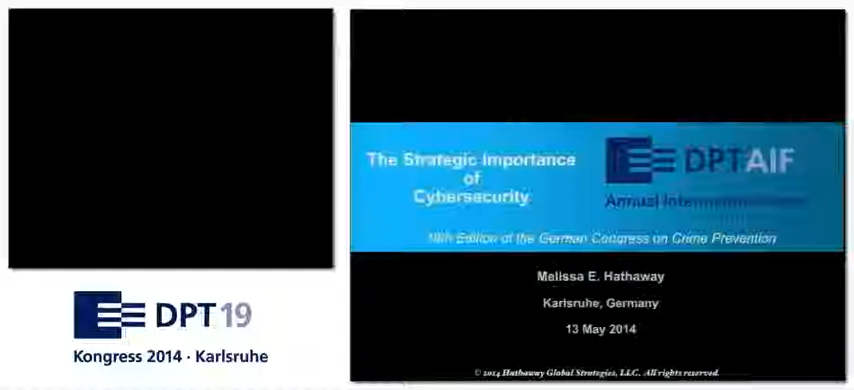 DPT 19
Kongress 2014 · Karlsruhe
The Strategic Importance
of
Cybersecurity
DPT AIF
Annual
Edition of the German Congress on Crime Prevention
Melissa E. Hathaway
Karlsruhe, Germany
13 May 2014
© 2014 Hathaway Global Strategies, LLC. All rights reserved.